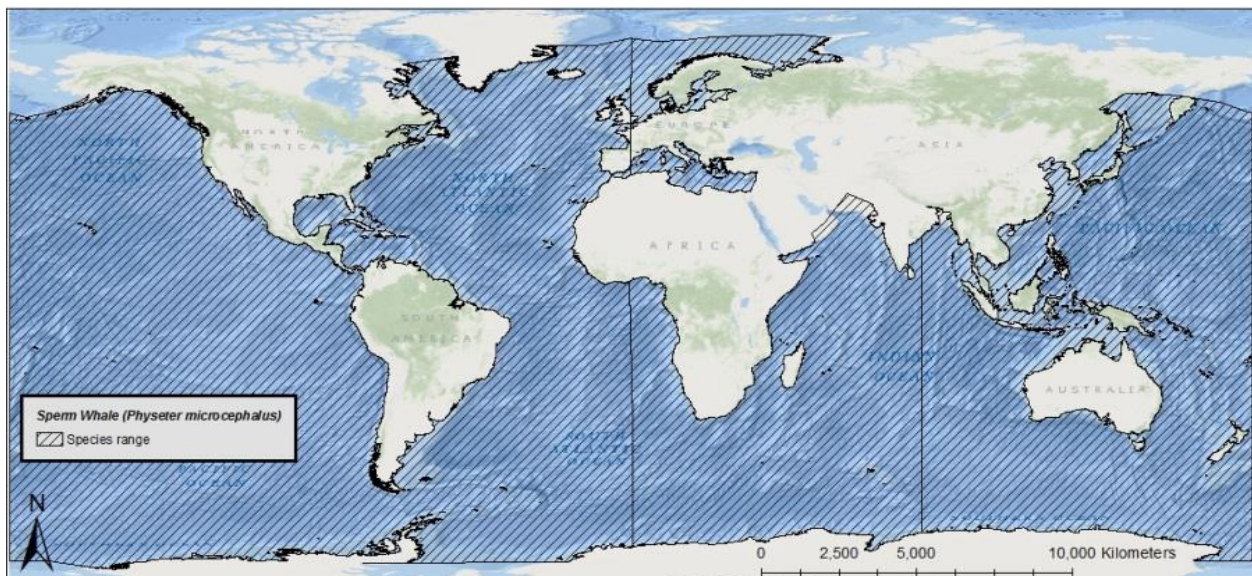 NORTH
PACIFIC
OCEAN
NORTH
AMERICA
NORTH
ATLANTIC
OCEAN
EUROPE
ASIA
AFRICA
PACIFIC OCEAN
SOUTH
AMERICA
INDIAN
OCEAN
AUSTRALIA
SOUTH
ATLANTIC
OCEAN
PACIFIC
OCEAN
Sperm Whale (Physeter microcephalus)
Species range
N
0 2,500 5,000 10,000 Kilometers